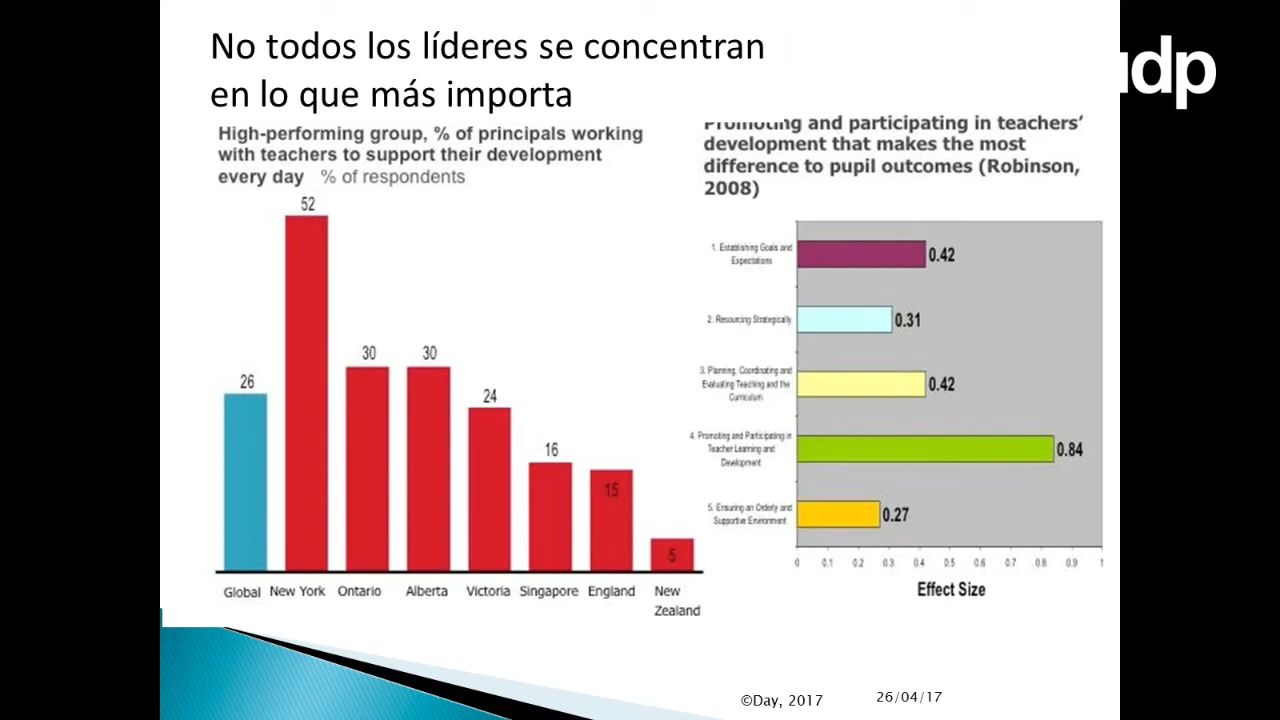 No todos los líderes se concentran
en lo que más importa
udp
High-performing group, % of principals working
with teachers to support their development
every day % of respondents
52
26
30
30
24
16
15
5
Global
New York
Ontario
Alberta
Victoria
Singapore
England
New
Zealand
Promoting and participating in teachers’
development that makes the most
difference to pupil outcomes (Robinson,
2008)
1. Establishing Goals and
Expectations
0.42
2. Resourcing Strategically
0.31
3. Planning, Coordinating and
Evaluating Teaching and the
Curriculum
0.42
4. Promoting and Participating in
Teacher Learning and
Development
0.84
5. Ensuring an Orderly and
Supportive Environment
0.27
0 0.1 0.2 0.3 0.4 0.5 0.6 0.7 0.8 0.9 1
Effect Size
©Day, 2017
26/04/17